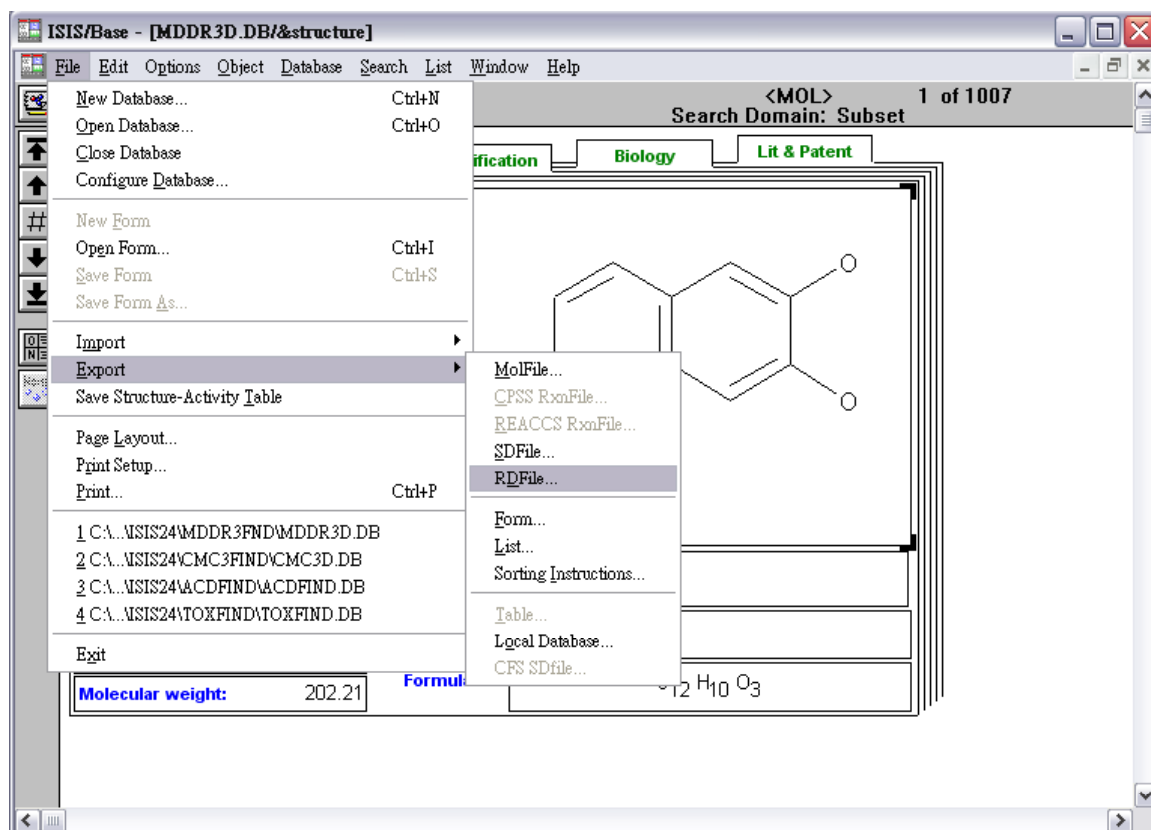 ISIS/Base - [MDDR3D.DB/&structure]
File Edit Options Object Database Search List Window Help
<MOL> 1 of 1007
Search Domain: Subset
New Database... Ctrl+N
Open Database... Ctrl+O
Close Database
Configure Database...
New Form
Open Form... Ctrl+I
Save Form Ctrl+S
Save Form As...
Import
Export
Save Structure-Activity Table
Page Layout...
Print Setup...
Print... Ctrl+P
1 C:\...\ISIS24\MDDR3FND\MDDR3D.DB
2 C:\...\ISIS24\CMC3FIND\CMC3D.DB
3 C:\...\ISIS24\ACDFIND\ACDFIND.DB
4 C:\...\ISIS24\TOXFIND\TOXFIND.DB
Exit
MolFile...
CPSS RxnFile...
REACCS RxnFile...
SDFile...
RDFile...
Form...
List...
Sorting Instructions...
Table...
Local Database...
CFS SDfile...
ification Biology Lit & Patent
O
O
Molecular weight: 202.21 Formul 12 H10 O3